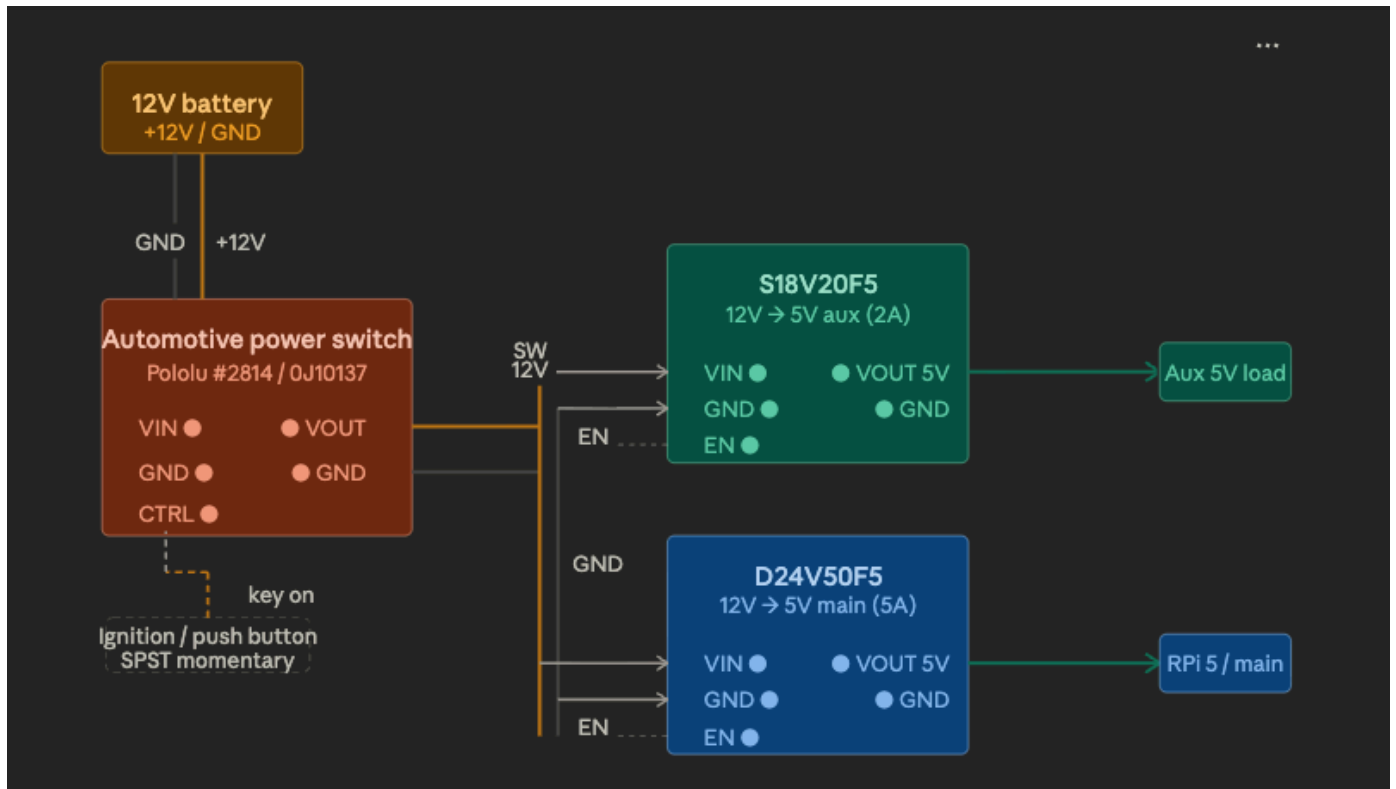 ...
12V battery
+12V / GND
GND
+12V
Automotive power switch
Pololu #2814 / 0J10137
VIN
VOUT
GND
GND
CTRL
key on
Ignition / push button
SPST momentary
SW
12V
EN
GND
EN
S18V20F5
12V → 5V aux (2A)
VIN
VOUT 5V
GND
GND
EN
Aux 5V load
D24V50F5
12V → 5V main (5A)
VIN
VOUT 5V
GND
GND
EN
RPi 5 / main